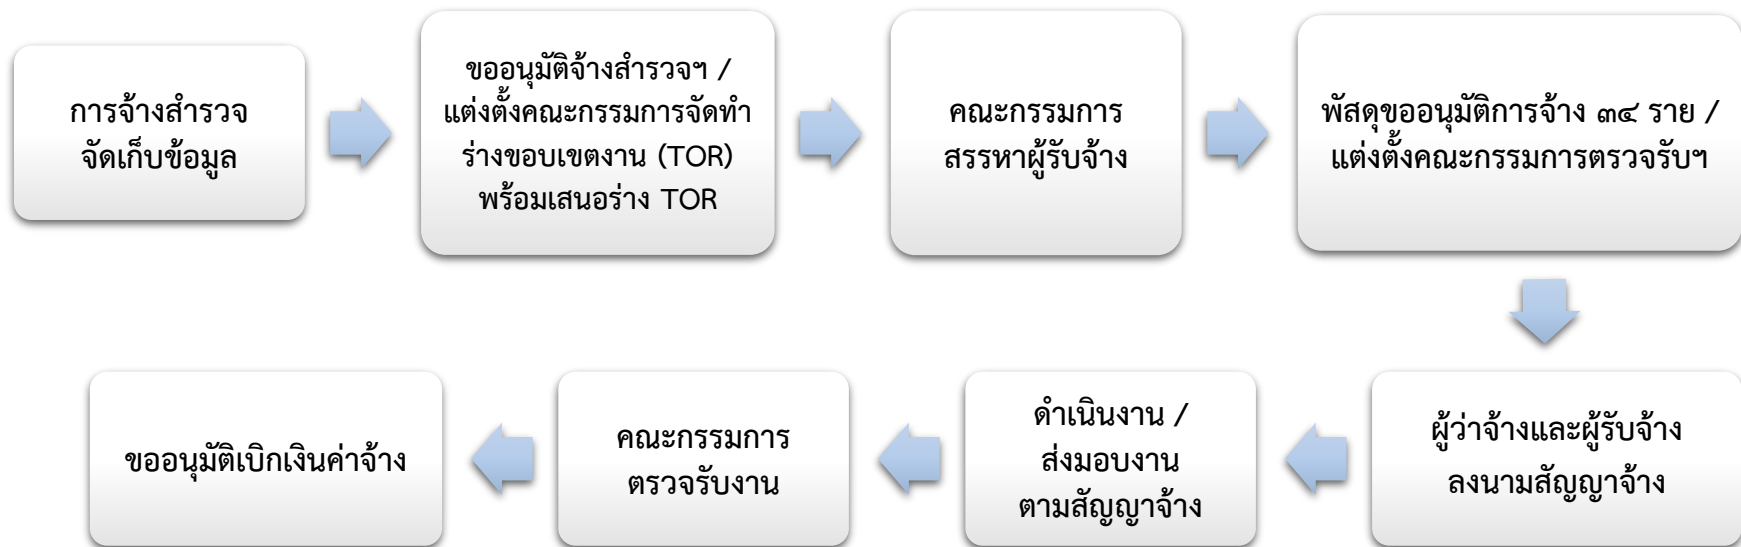 การจ้างสำรวจ
จัดเก็บข้อมูล
ขออนุมัติจ้างสำรวจฯ /
แต่งตั้งคณะกรรมการจัดทำ
ร่างขอบเขตงาน (TOR)
พร้อมเสนอร่าง TOR
คณะกรรมการ
สรรหาผู้รับจ้าง
พัสดุขออนุมัติการจ้าง ๓๔ ราย /
แต่งตั้งคณะกรรมการตรวจรับฯ
ผู้ว่าจ้างและผู้รับจ้าง
ลงนามสัญญาจ้าง
ดำเนินงาน /
ส่งมอบงาน
ตามสัญญาจ้าง
คณะกรรมการ
ตรวจรับงาน
ขออนุมัติเบิกเงินค่าจ้าง